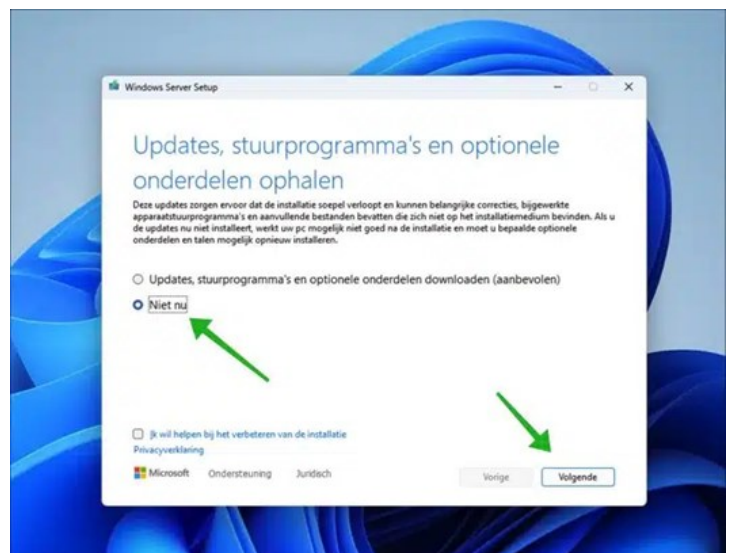 Windows Server Setup
Updates, stuurprogramma's en optionele
onderdelen ophalen
Deze updates zorgen ervoor dat de installatie soepel verloopt en kunnen belangrijke correcties, bijgewerkte
apparaatstuurprogramma's en aanvullende bestanden bevatten die zich niet op het installatiemedium bevinden. Als u
de updates nu niet installeert, werkt uw pc mogelijk niet goed na de installatie en moet u bepaalde optionele
onderdelen en talen mogelijk opnieuw installeren.
Updates, stuurprogramma's en optionele onderdelen downloaden (aanbevolen)
Niet nu
Ik wil helpen bij het verbeteren van de installatie
Privacyverklaring
Microsoft Ondersteuning Juridisch Vorige Volgende